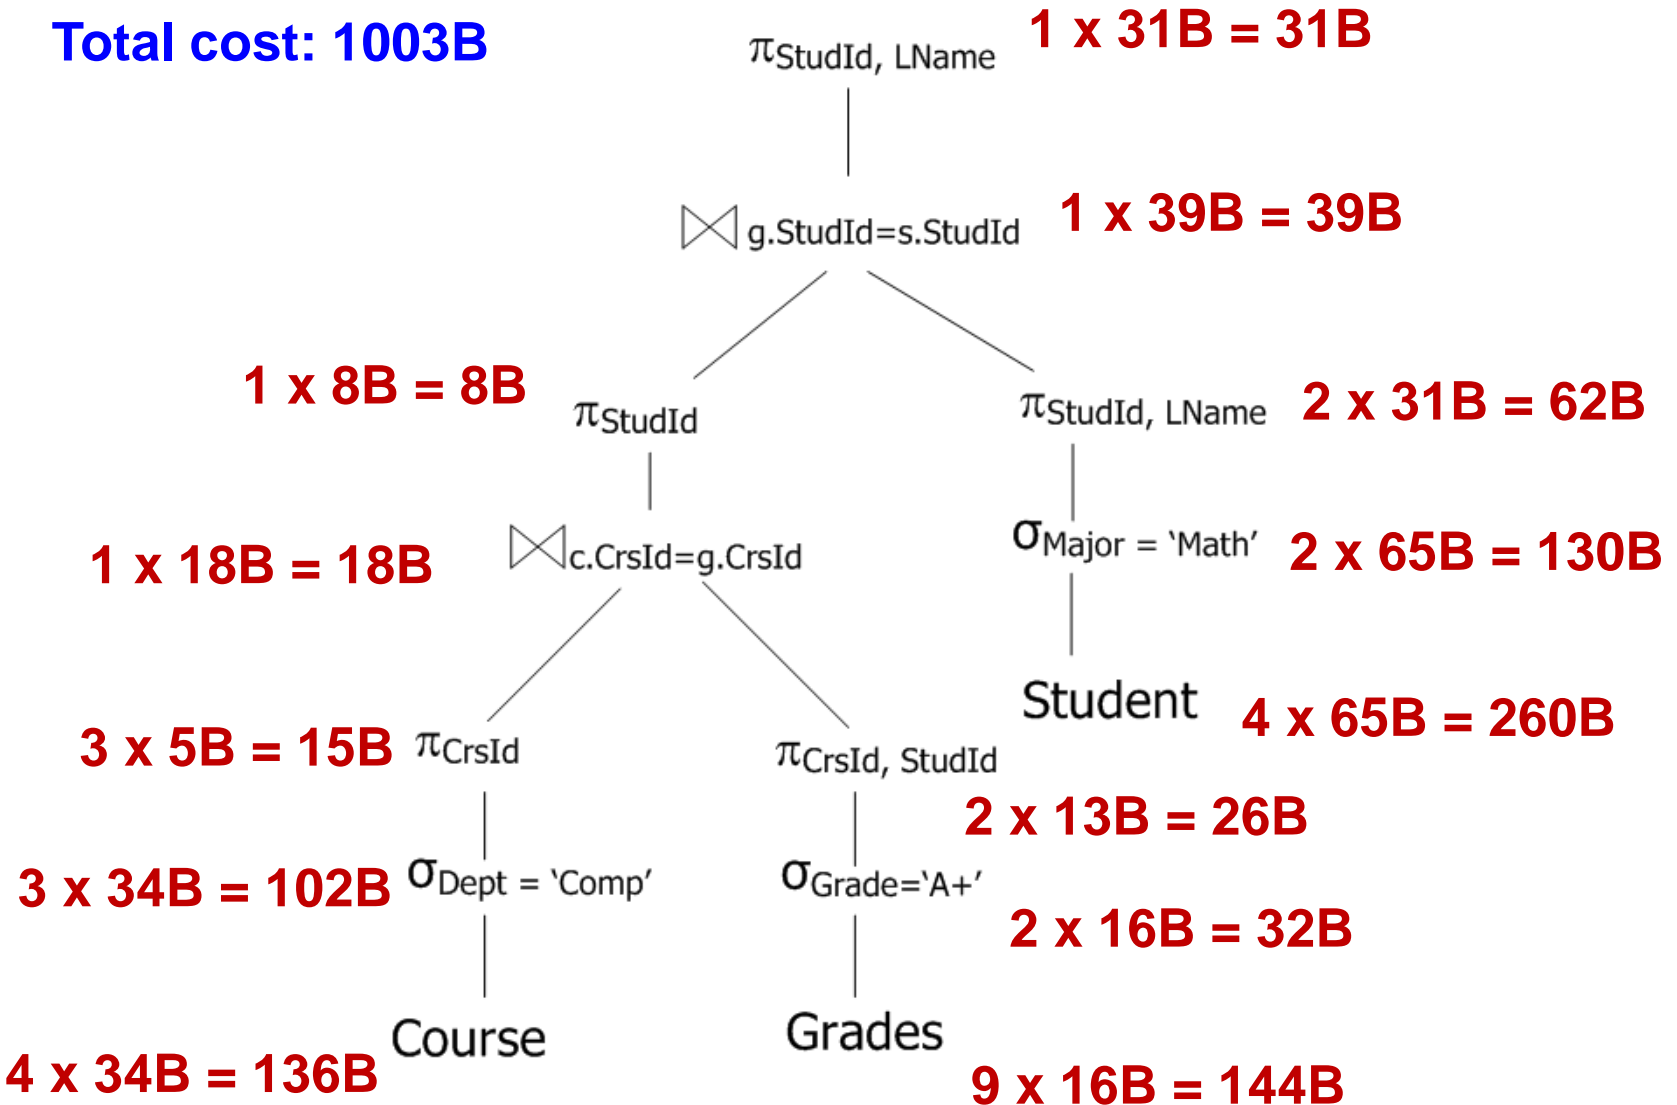 Total cost: 1003B
πStudId, LName 1 x 31B = 31B
g.StudId=s.StudId 1 x 39B = 39B
1 x 8B = 8B πStudId
πStudId, LName 2 x 31B = 62B
1 x 18B = 18B c.CrsId=g.CrsId
σMajor = ‘Math’ 2 x 65B = 130B
Student 4 x 65B = 260B
3 x 5B = 15B πCrsId
πCrsId, StudId
2 x 13B = 26B
3 x 34B = 102B σDept = ‘Comp’
σGrade=‘A+’
2 x 16B = 32B
Course
4 x 34B = 136B
Grades
9 x 16B = 144B